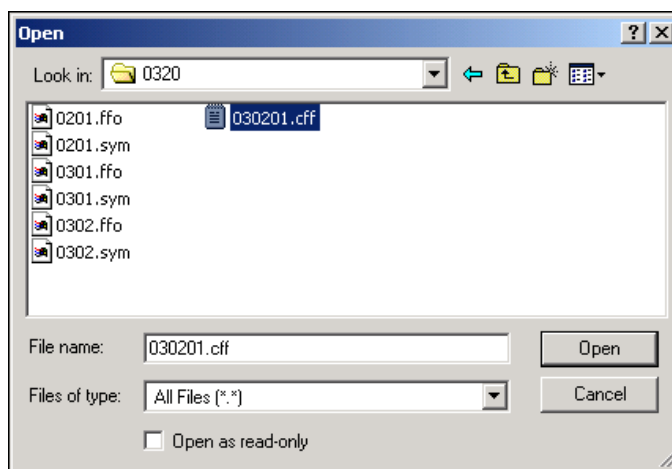 Open
Look in: 0320
0201.ffo 030201.cff
0201.sym
0301.ffo
0301.sym
0302.ffo
0302.sym
File name: 030201.cff Open
Files of type: All Files (*.*) Cancel
Open as read-only